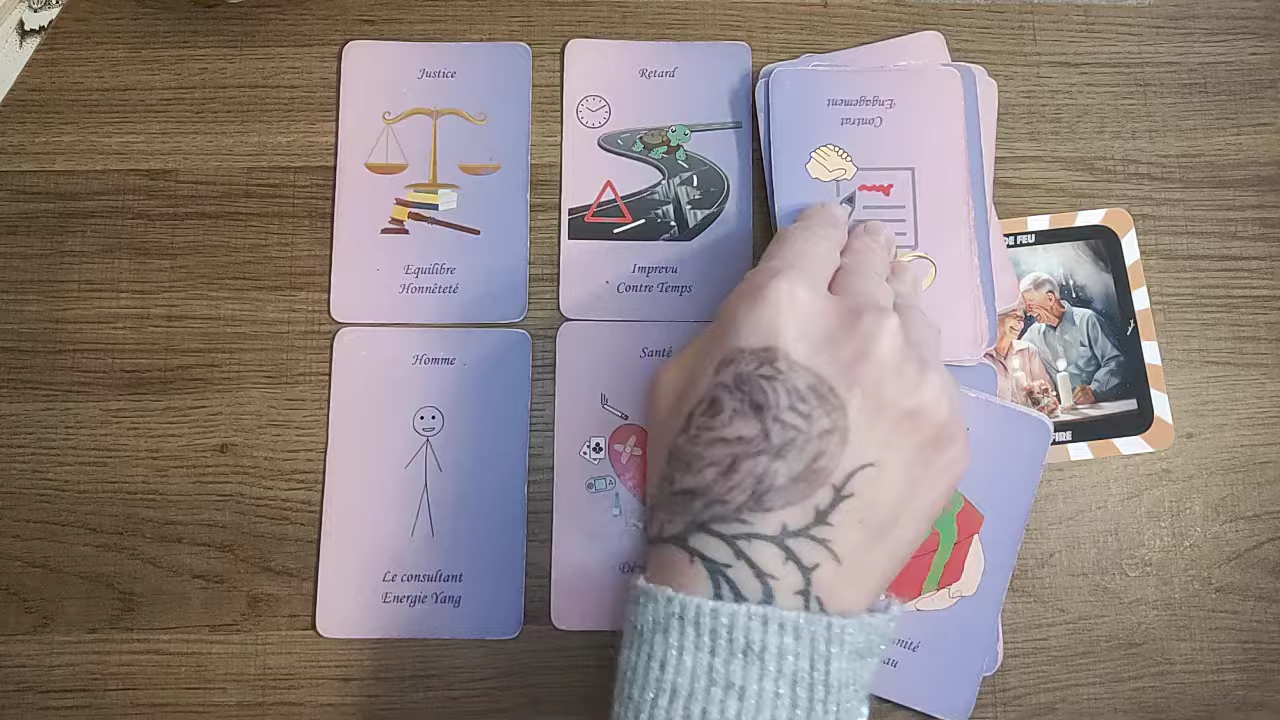 Justice
Equilibre
Honnêteté
Retard
Imprevu
Contre Temps
Contrat
Engagement
DE FEU
FIRE
Homme
Le consultant
Energie Yang
Santé